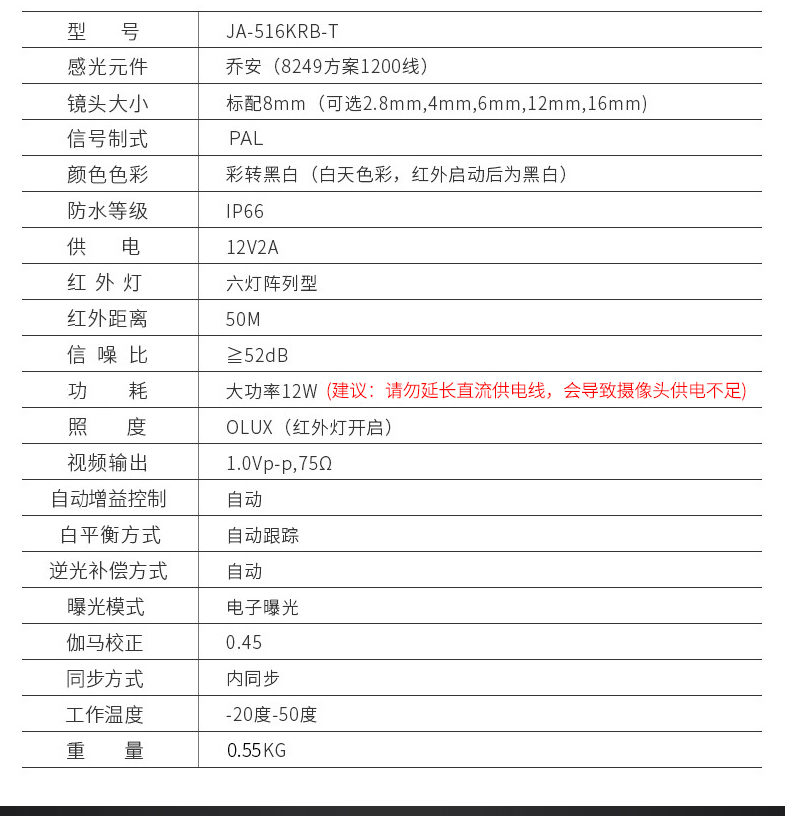 型 号 JA-516KRB-T
感光元件 乔安（8249方案1200线）
镜头大小 标配8mm（可选2.8mm,4mm,6mm,12mm,16mm)
信号制式 PAL
颜色色彩 彩转黑白（白天色彩，红外启动后为黑白）
防水等级 IP66
供 电 12V2A
红 外 灯 六灯阵列型
红外距离 50M
信 噪 比 ≧52dB
功 耗 大功率12W (建议：请勿延长直流供电线，会导致摄像头供电不足)
照 度 OLUX（红外灯开启）
视频输出 1.0Vp-p,75Ω
自动增益控制 自动
白平衡方式 自动跟踪
逆光补偿方式 自动
曝光模式 电子曝光
伽马校正 0.45
同步方式 内同步
工作温度 -20度-50度
重 量 0.55KG